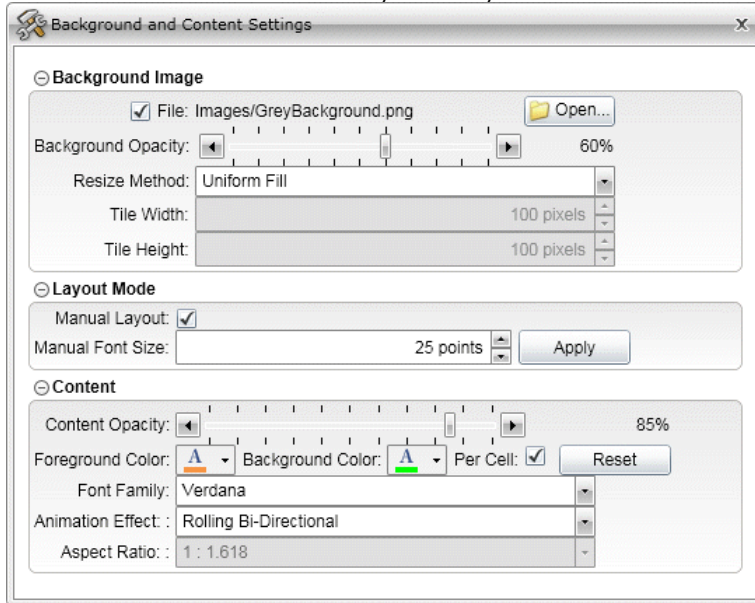 Background and Content Settings x
Background Image
File: Images/GreyBackground.png Open...
Background Opacity: 60%
Resize Method: Uniform Fill
Tile Width: 100 pixels
Tile Height: 100 pixels
Layout Mode
Manual Layout:
Manual Font Size: 25 points Apply
Content
Content Opacity: 85%
Foreground Color: A Background Color: A Per Cell: Reset
Font Family: Verdana
Animation Effect: : Rolling Bi-Directional
Aspect Ratio: : 1 : 1.618